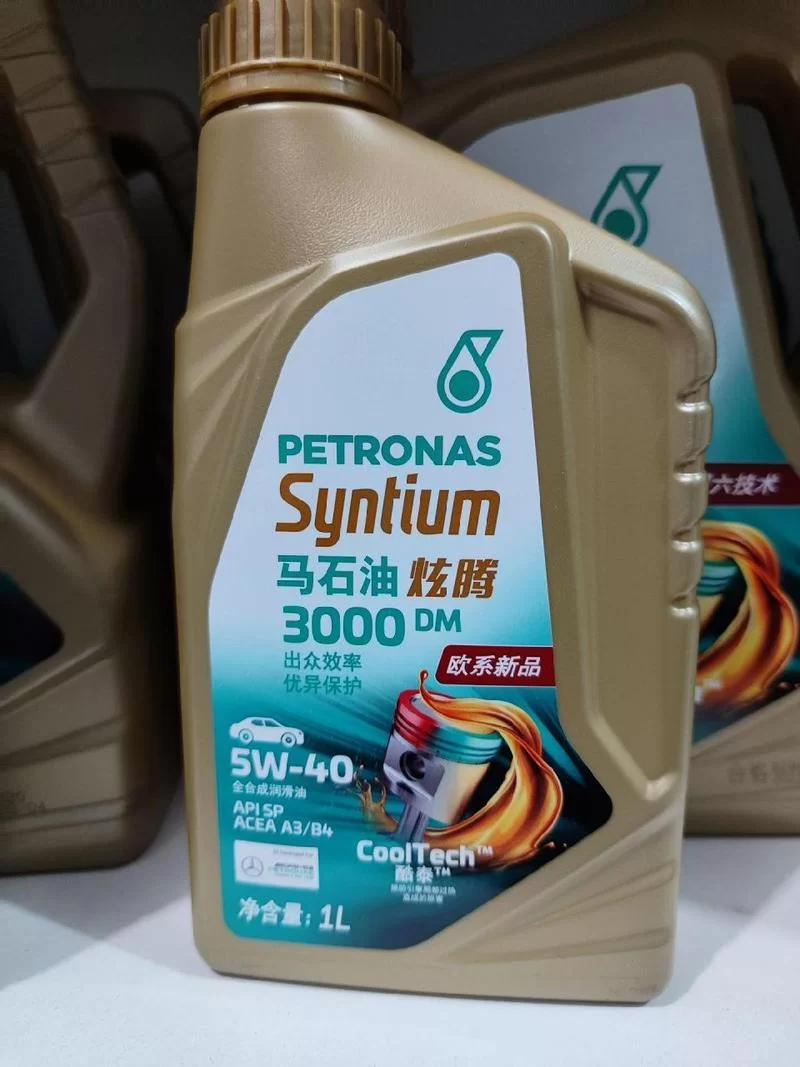 PETRONAS
Syntium
马石油 炫腾
3000 DM
出众效率
优异保护
欧系新品
5W-40
全合成润滑油
API SP
ACEA A3/B4
CoolTech™
酷泰™
PETRONAS
净含量：1L
六技术